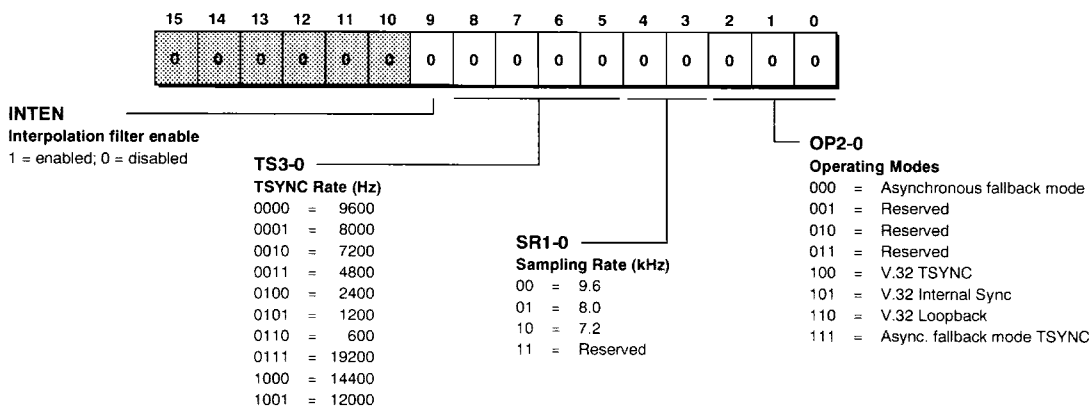 15 14 13 12 11 10 9 8 7 6 5 4 3 2 1 0
0 0 0 0 0 0 0 0 0 0 0 0 0 0 0 0
INTEN
Interpolation filter enable
1 = enabled; 0 = disabled
TS3-0
TSYNC Rate (Hz)
0000 = 9600
0001 = 8000
0010 = 7200
0011 = 4800
0100 = 2400
0101 = 1200
0110 = 600
0111 = 19200
1000 = 14400
1001 = 12000
SR1-0
Sampling Rate (kHz)
00 = 9.6
01 = 8.0
10 = 7.2
11 = Reserved
OP2-0
Operating Modes
000 = Asynchronous fallback mode
001 = Reserved
010 = Reserved
011 = Reserved
100 = V.32 TSYNC
101 = V.32 Internal Sync
110 = V.32 Loopback
111 = Async. fallback mode TSYNC